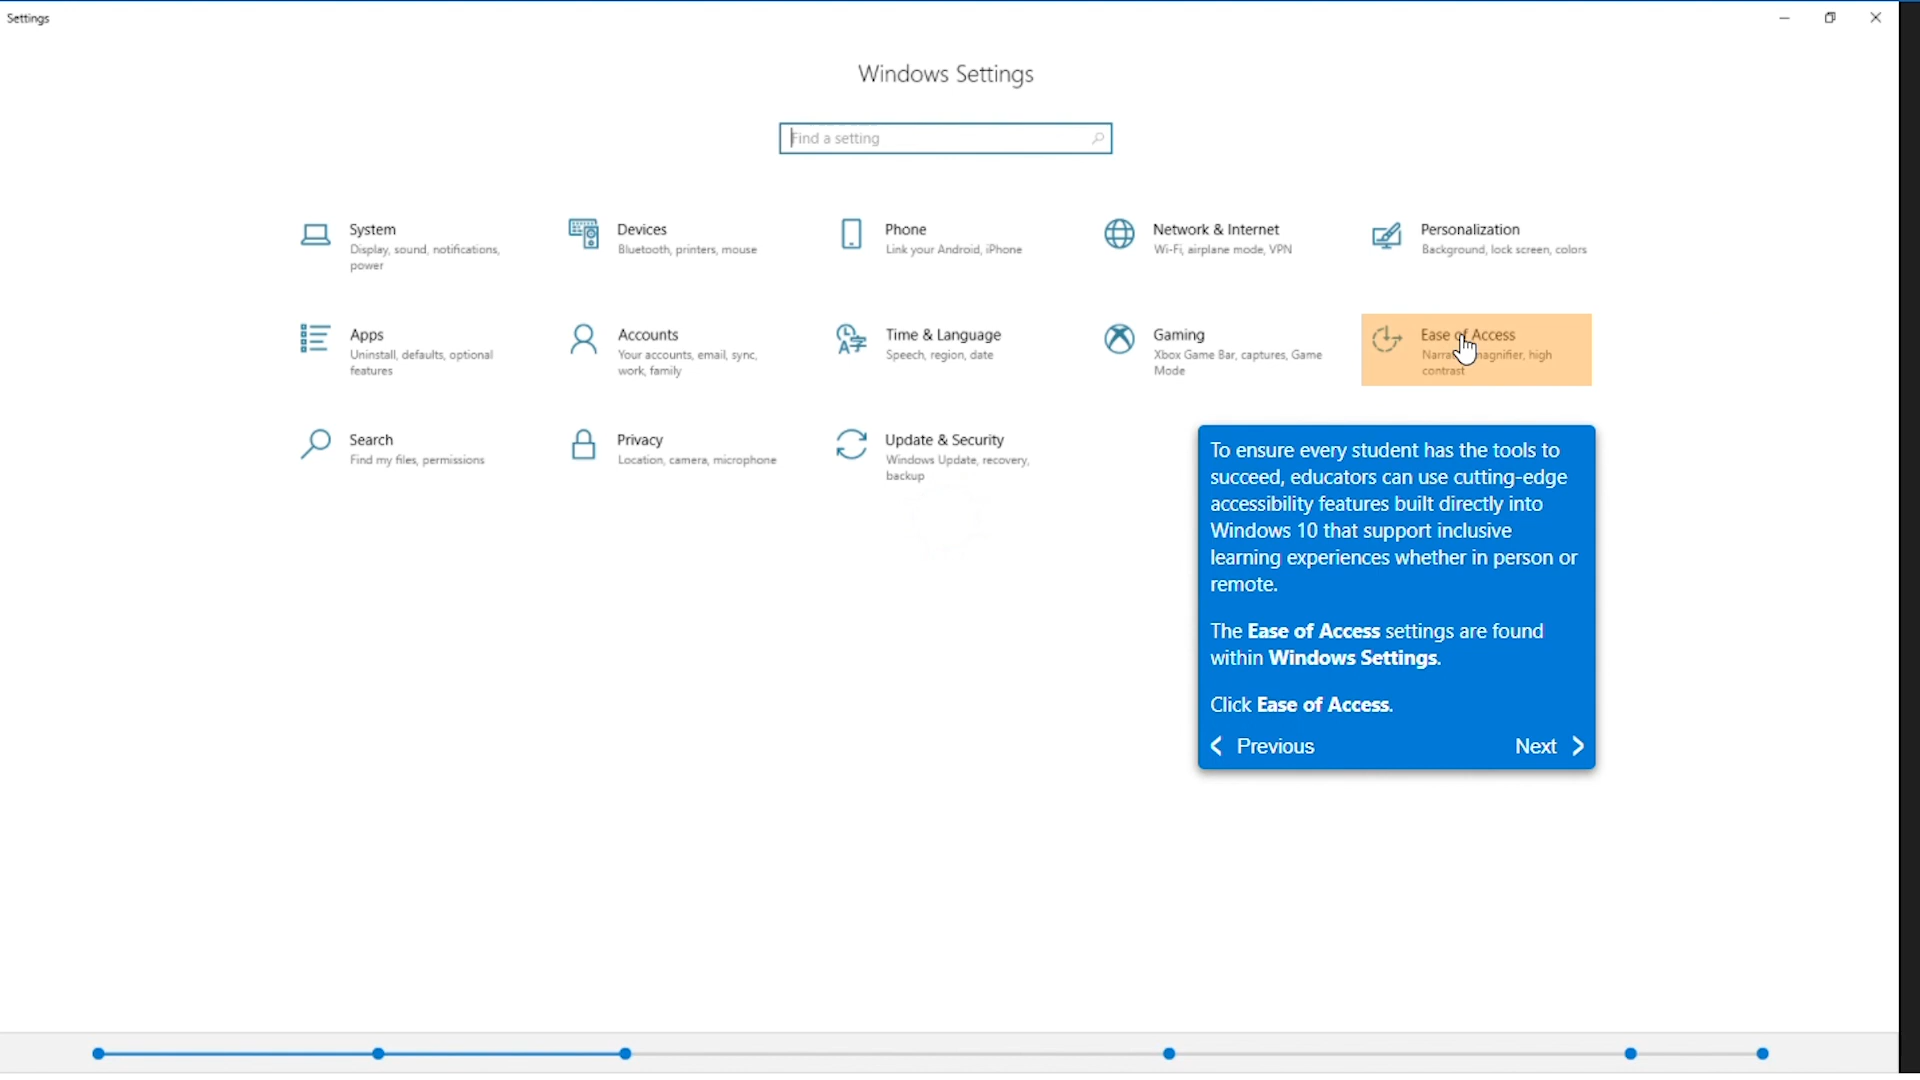 Settings
Windows Settings
Find a setting
System
Display, sound, notifications,
power
Devices
Bluetooth, printers, mouse
Phone
Link your Android, iPhone
Network & Internet
Wi-Fi, airplane mode, VPN
Personalization
Background, lock screen, colors
Apps
Uninstall, defaults, optional
features
Accounts
Your accounts, email, sync,
work, family
Time & Language
Speech, region, date
Gaming
Xbox Game Bar, captures, Game
Mode
Ease of Access
high
contrast
Search
Find my files, permissions
Privacy
Location, camera, microphone
Update & Security
Windows Update, recovery,
backup
To ensure every student has the tools to
succeed, educators can use cutting-edge
accessibility features built directly into
Windows 10 that support inclusive
learning experiences whether in person or
remote.
The Ease of Access settings are found
within Windows Settings.
Click Ease of Access.
Previous
Next